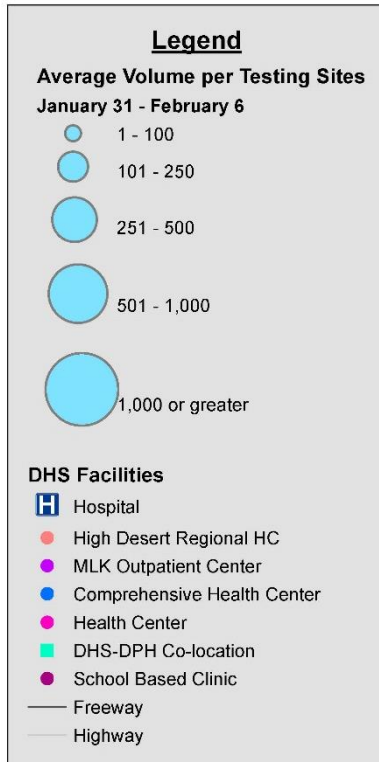 Legend
Average Volume per Testing Sites
January 31 - February 6
1 - 100
101 - 250
251 - 500
501 - 1,000
1,000 or greater
DHS Facilities
H Hospital
High Desert Regional HC
MLK Outpatient Center
Comprehensive Health Center
Health Center
DHS-DPH Co-location
School Based Clinic
Freeway
Highway